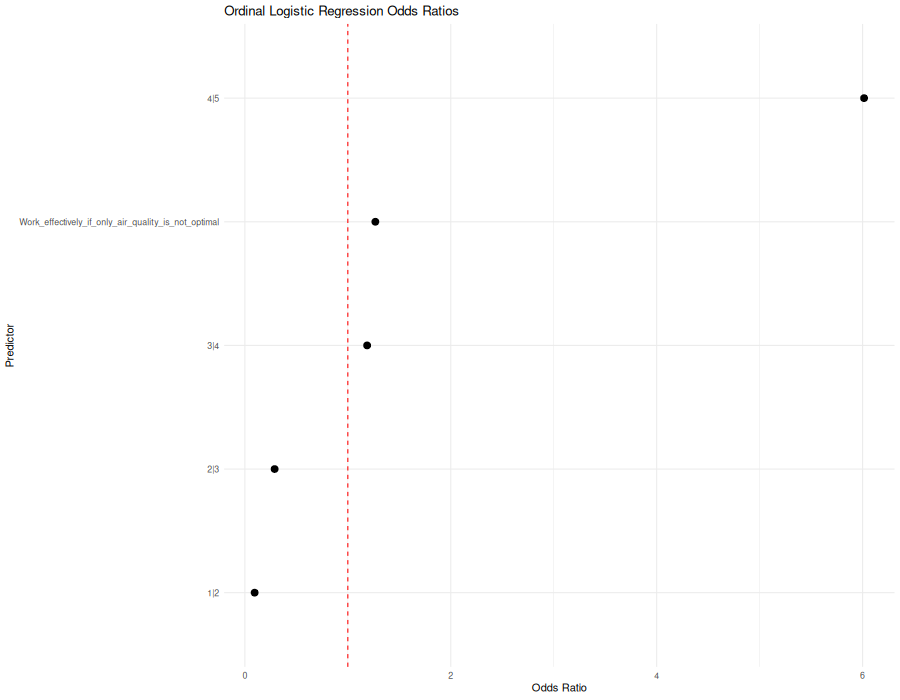 Ordinal Logistic Regression Odds Ratios
4|5
Work_effectively_if_only_air_quality_is_not_optimal
3|4
2|3
1|2
Predictor
0 2 4 6
Odds Ratio